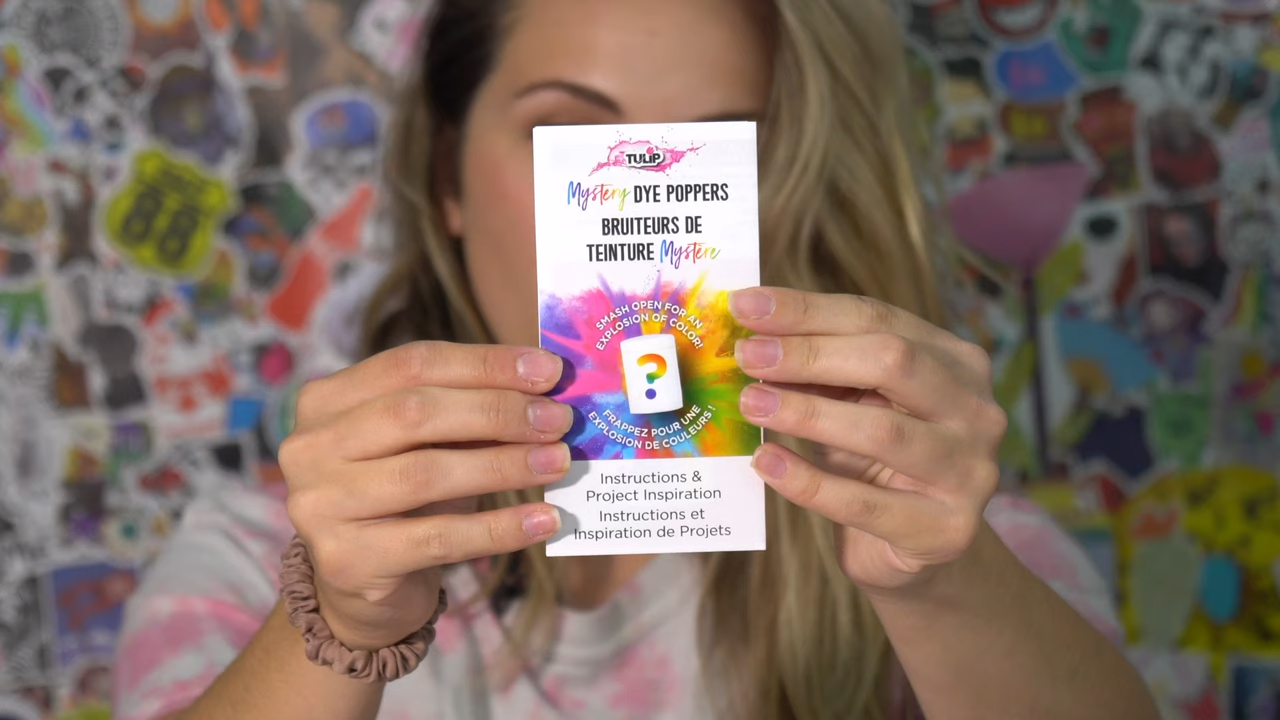 TULIP
Mystery DYE POPPERS
BRUITEURS DE
TEINTURE Mystère
SMASH OPEN FOR AN
EXPLOSION OF COLOR!
?
FRAPPEZ POUR UNE
EXPLOSION DE COULEURS !
Instructions &
Project Inspiration
Instructions et
Inspiration de Projets
88